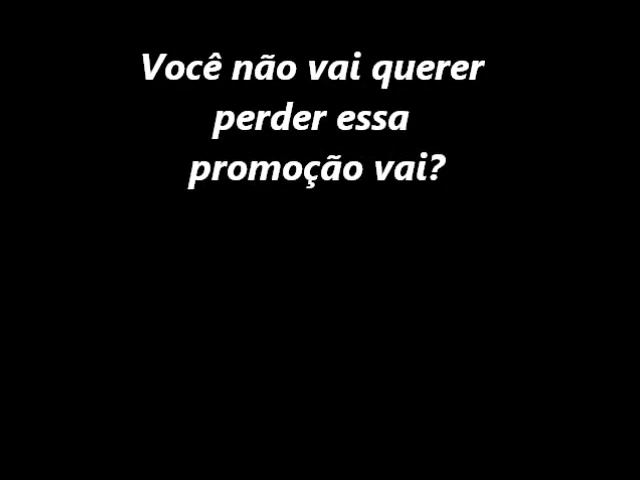 Você não vai querer
perder essa
promoção vai?